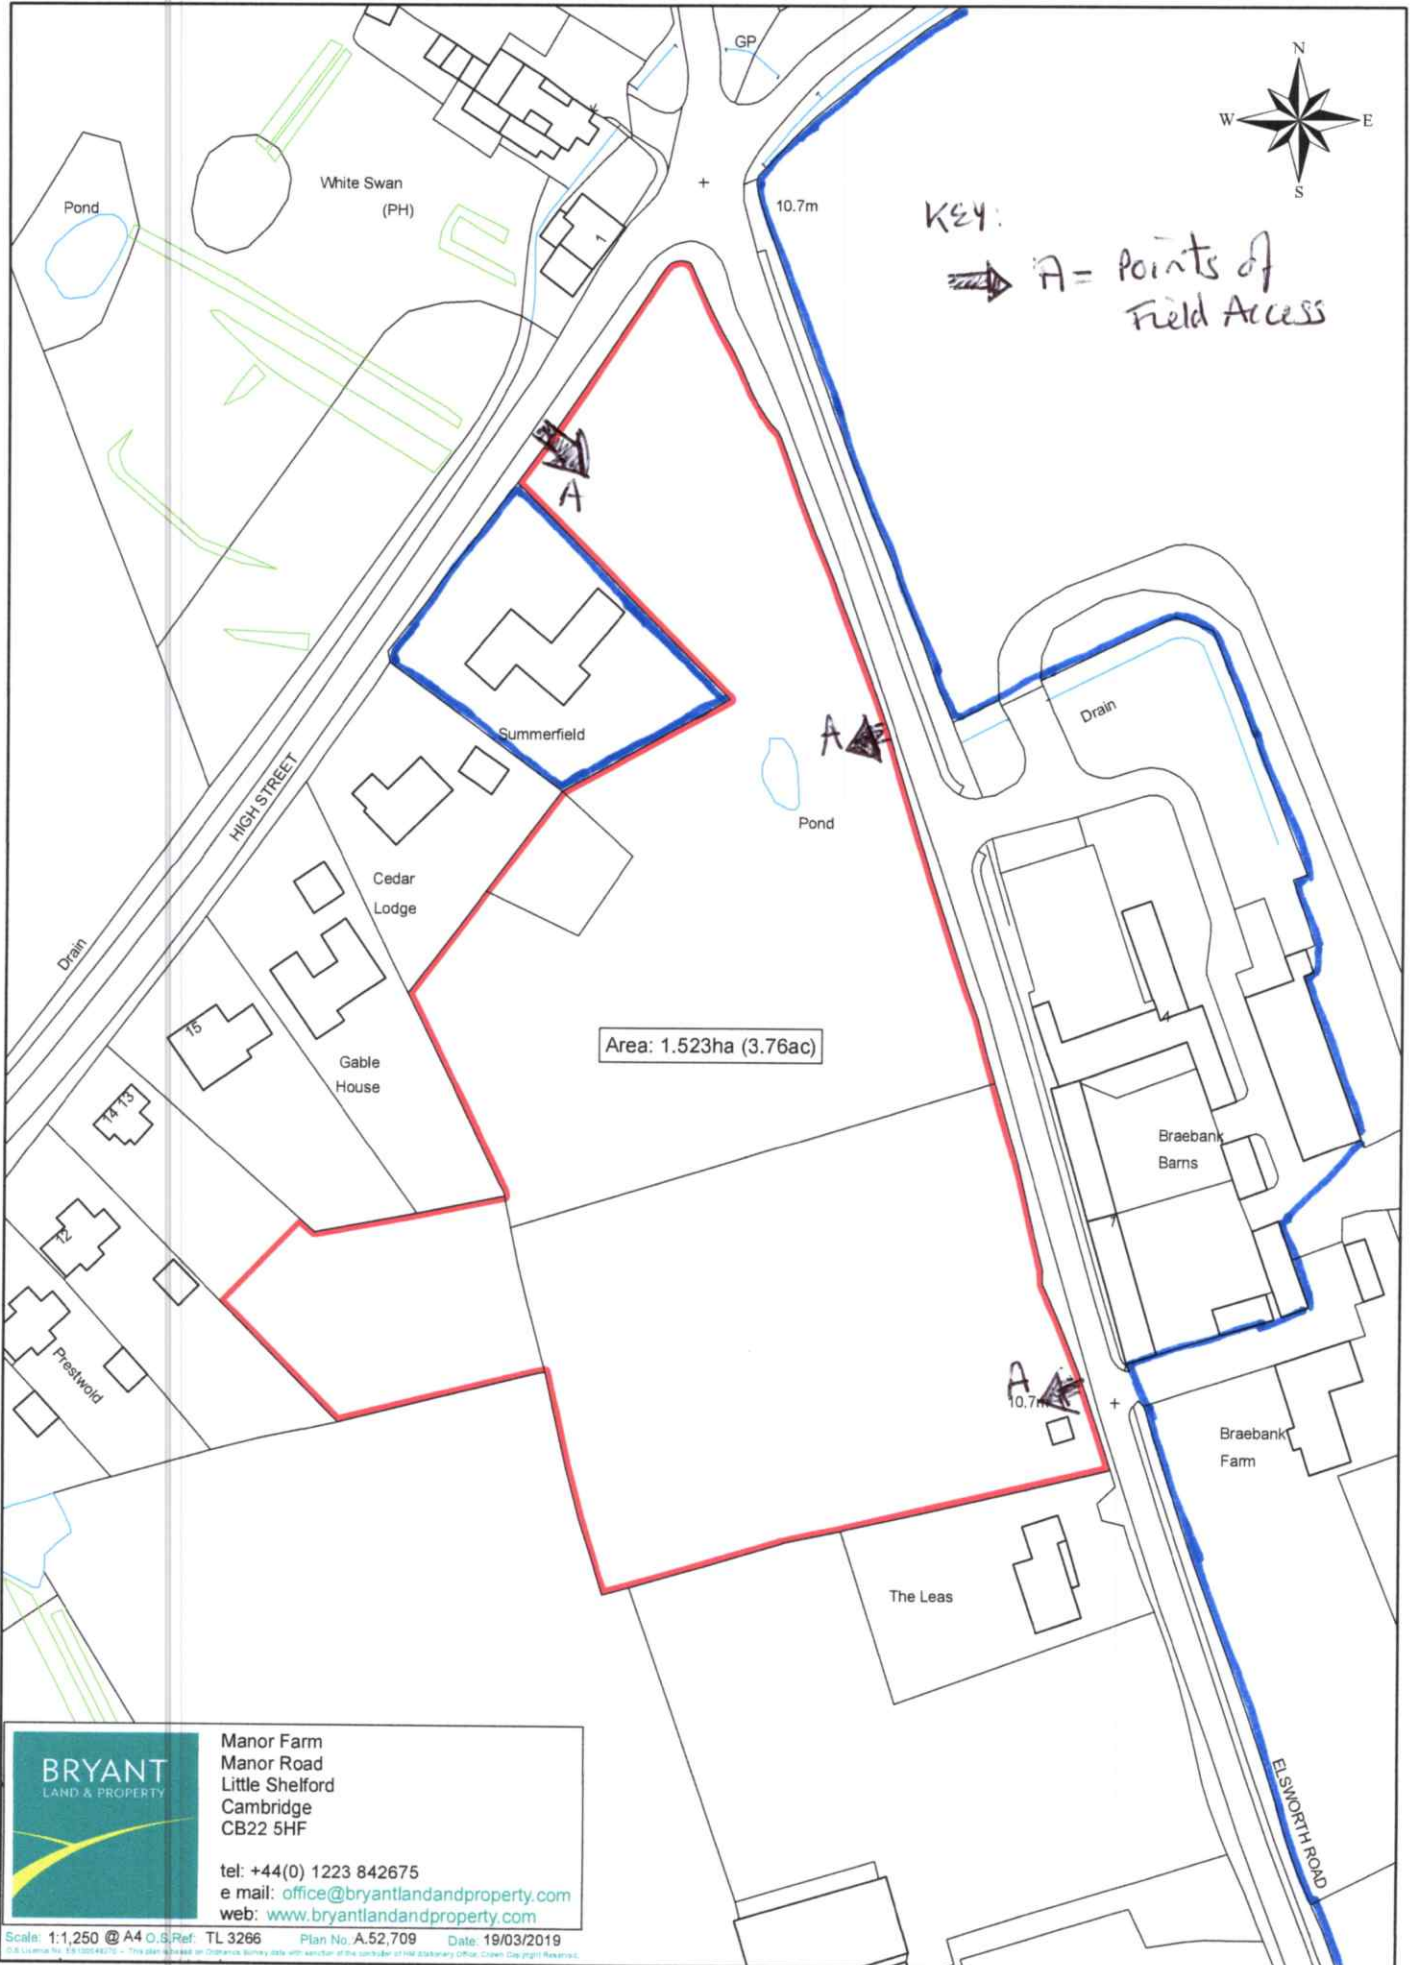 GP
N
W E
S
White Swan
(PH)
Pond
1
10.7m
KEY:
A = Points of
Field Access
A
Summerfield
HIGH STREET
Drain
A
Pond
Drain
Cedar
Lodge
Gable
House
15
14 13
12
Prestwold
Area: 1.523ha (3.76ac)
4
Braebank
Barns
7
A
10.7m
Braebank
Farm
The Leas
ELSWORTH ROAD
BRYANT
LAND & PROPERTY
Manor Farm
Manor Road
Little Shelford
Cambridge
CB22 5HF
tel: +44(0) 1223 842675
e mail: office@bryantlandandproperty.com
web: www.bryantlandandproperty.com
Scale: 1:1,250 @ A4 O.S.Ref: TL 3266 Plan No. A.52,709 Date: 19/03/2019